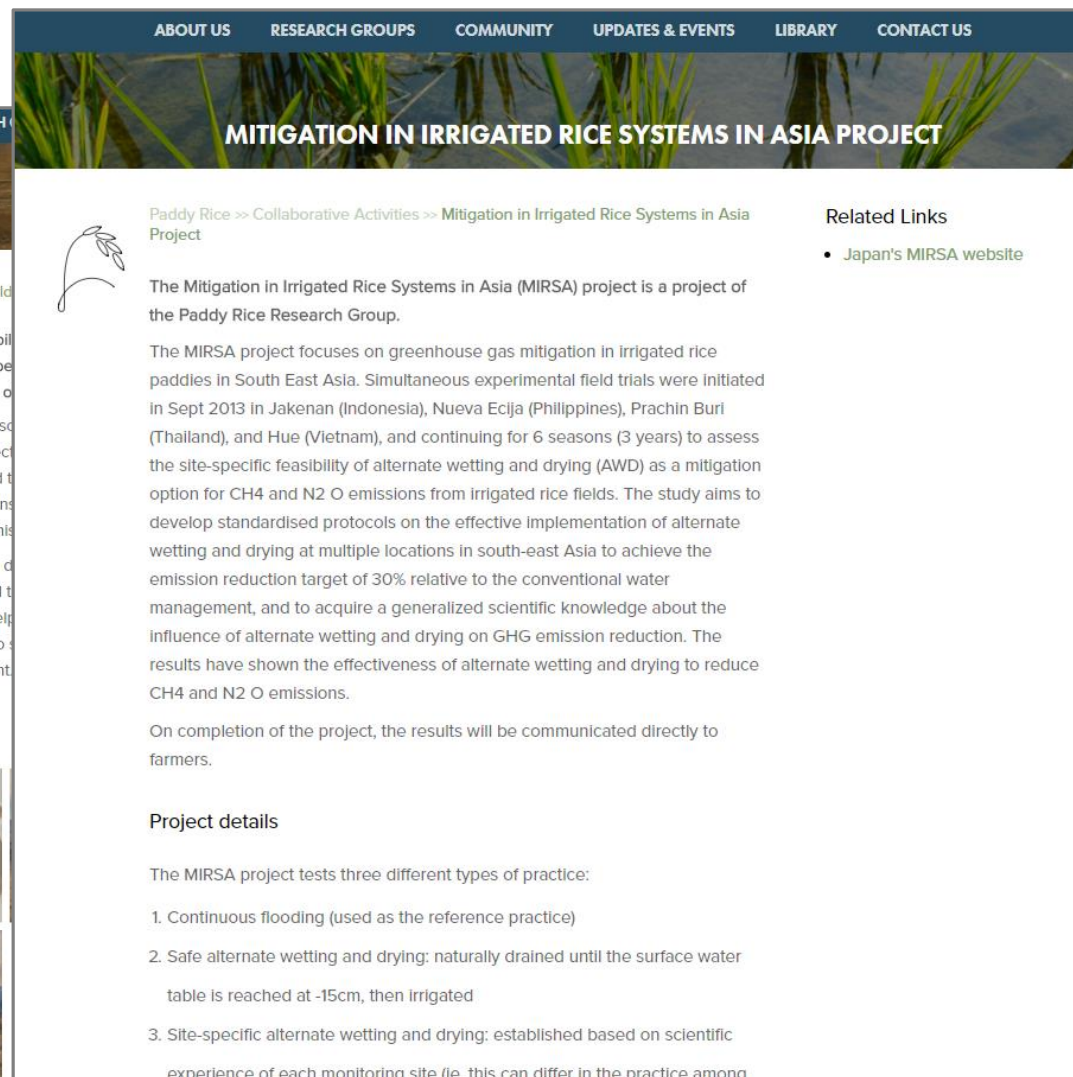 ABOUT US RESEARCH GROUPS COMMUNITY UPDATES & EVENTS LIBRARY CONTACT US
MITIGATION IN IRRIGATED RICE SYSTEMS IN ASIA PROJECT
Paddy Rice >> Collaborative Activities >> Mitigation in Irrigated Rice Systems in Asia
Project
The Mitigation in Irrigated Rice Systems in Asia (MIRSA) project is a project of
the Paddy Rice Research Group.
The MIRSA project focuses on greenhouse gas mitigation in irrigated rice
paddies in South East Asia. Simultaneous experimental field trials were initiated
in Sept 2013 in Jakenan (Indonesia), Nueva Ecija (Philippines), Prachin Buri
(Thailand), and Hue (Vietnam), and continuing for 6 seasons (3 years) to assess
the site-specific feasibility of alternate wetting and drying (AWD) as a mitigation
option for CH4 and N2 O emissions from irrigated rice fields. The study aims to
develop standardised protocols on the effective implementation of alternate
wetting and drying at multiple locations in south-east Asia to achieve the
emission reduction target of 30% relative to the conventional water
management, and to acquire a generalized scientific knowledge about the
influence of alternate wetting and drying on GHG emission reduction. The
results have shown the effectiveness of alternate wetting and drying to reduce
CH4 and N2 O emissions.
On completion of the project, the results will be communicated directly to
farmers.
Project details
The MIRSA project tests three different types of practice:
1. Continuous flooding (used as the reference practice)
2. Safe alternate wetting and drying: naturally drained until the surface water
table is reached at -15cm, then irrigated
3. Site-specific alternate wetting and drying: established based on scientific
experience of each monitoring site (ie, this can differ in the practice among
Related Links
• Japan's MIRSA website